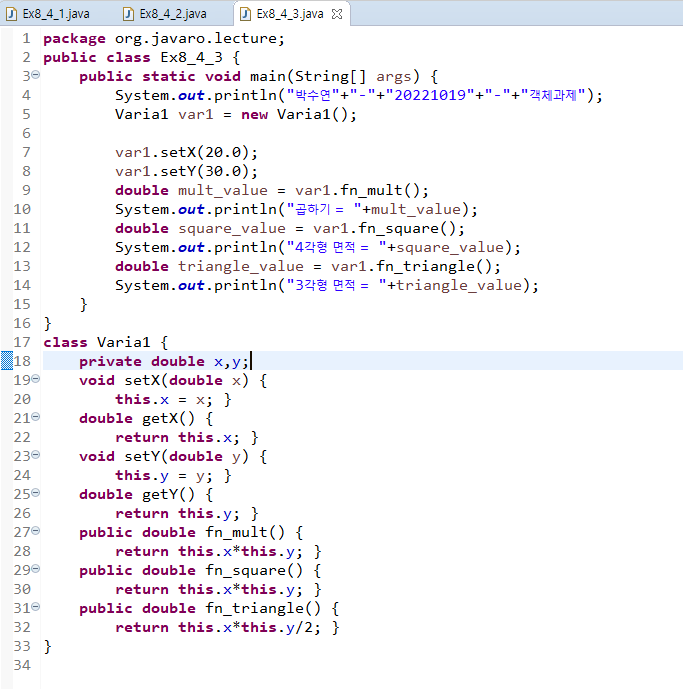 Ex8_4_1.java Ex8_4_2.java Ex8_4_3.java
1 package org.javaro.lecture;
2 public class Ex8_4_3 {
3 public static void main(String[] args) {
4 System.out.println("박수연"+"-"+"20221019"+"-"+"객체과제");
5 Varia1 var1 = new Varia1();
6
7 var1.setX(20.0);
8 var1.setY(30.0);
9 double mult_value = var1.fn_mult();
10 System.out.println("곱하기 = "+mult_value);
11 double square_value = var1.fn_square();
12 System.out.println("4각형 면적 = "+square_value);
13 double triangle_value = var1.fn_triangle();
14 System.out.println("3각형 면적 = "+triangle_value);
15 }
16 }
17 class Varia1 {
18 private double x,y;
19 void setX(double x) {
20 this.x = x; }
21 double getX() {
22 return this.x; }
23 void setY(double y) {
24 this.y = y; }
25 double getY() {
26 return this.y; }
27 public double fn_mult() {
28 return this.x*this.y; }
29 public double fn_square() {
30 return this.x*this.y; }
31 public double fn_triangle() {
32 return this.x*this.y/2; }
33 }
34